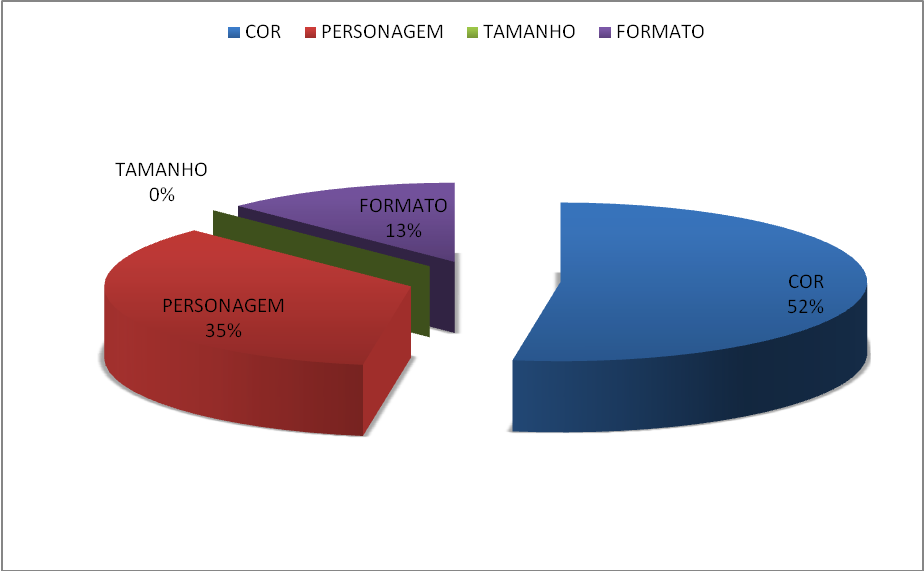 COR PERSONAGEM TAMANHO FORMATO
TAMANHO
0%
FORMATO
13%
COR
52%
PERSONAGEM
35%